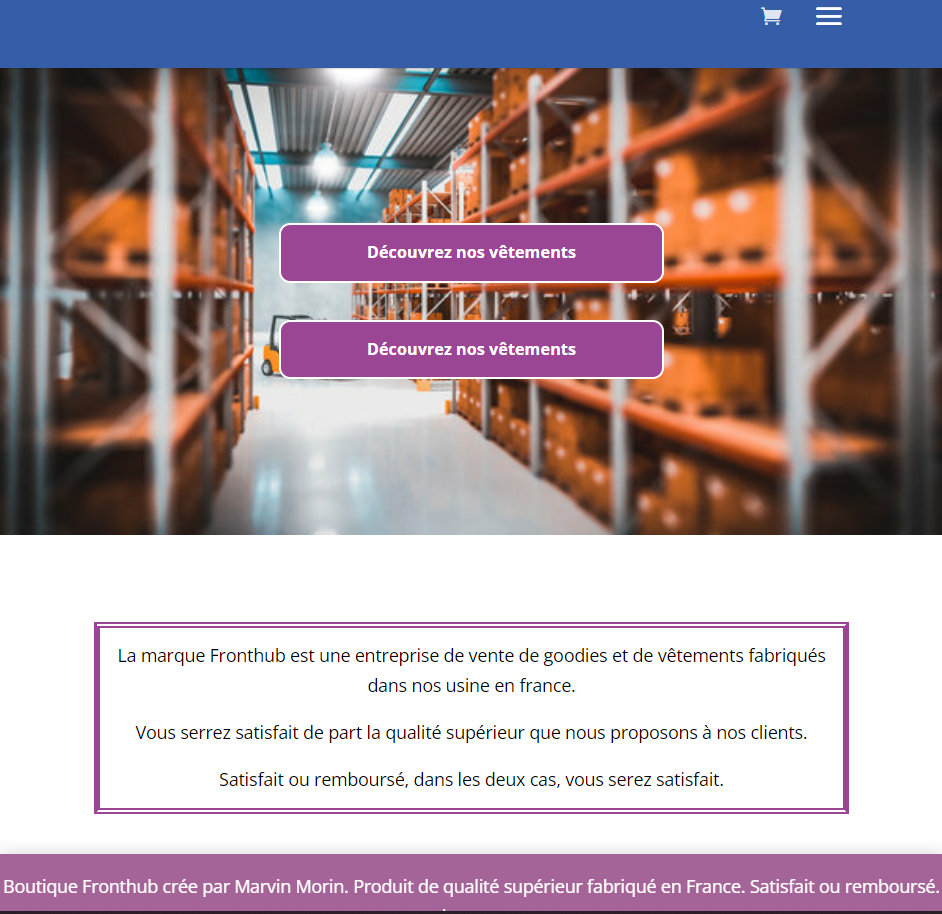 Découvrez nos vêtements
Découvrez nos vêtements
La marque Fronthub est une entreprise de vente de goodies et de vêtements fabriqués
dans nos usine en france.
Vous serrez satisfait de part la qualité supérieur que nous proposons à nos clients.
Satisfait ou remboursé, dans les deux cas, vous serez satisfait.
Boutique Fronthub crée par Marvin Morin. Produit de qualité supérieur fabriqué en France. Satisfait ou remboursé.